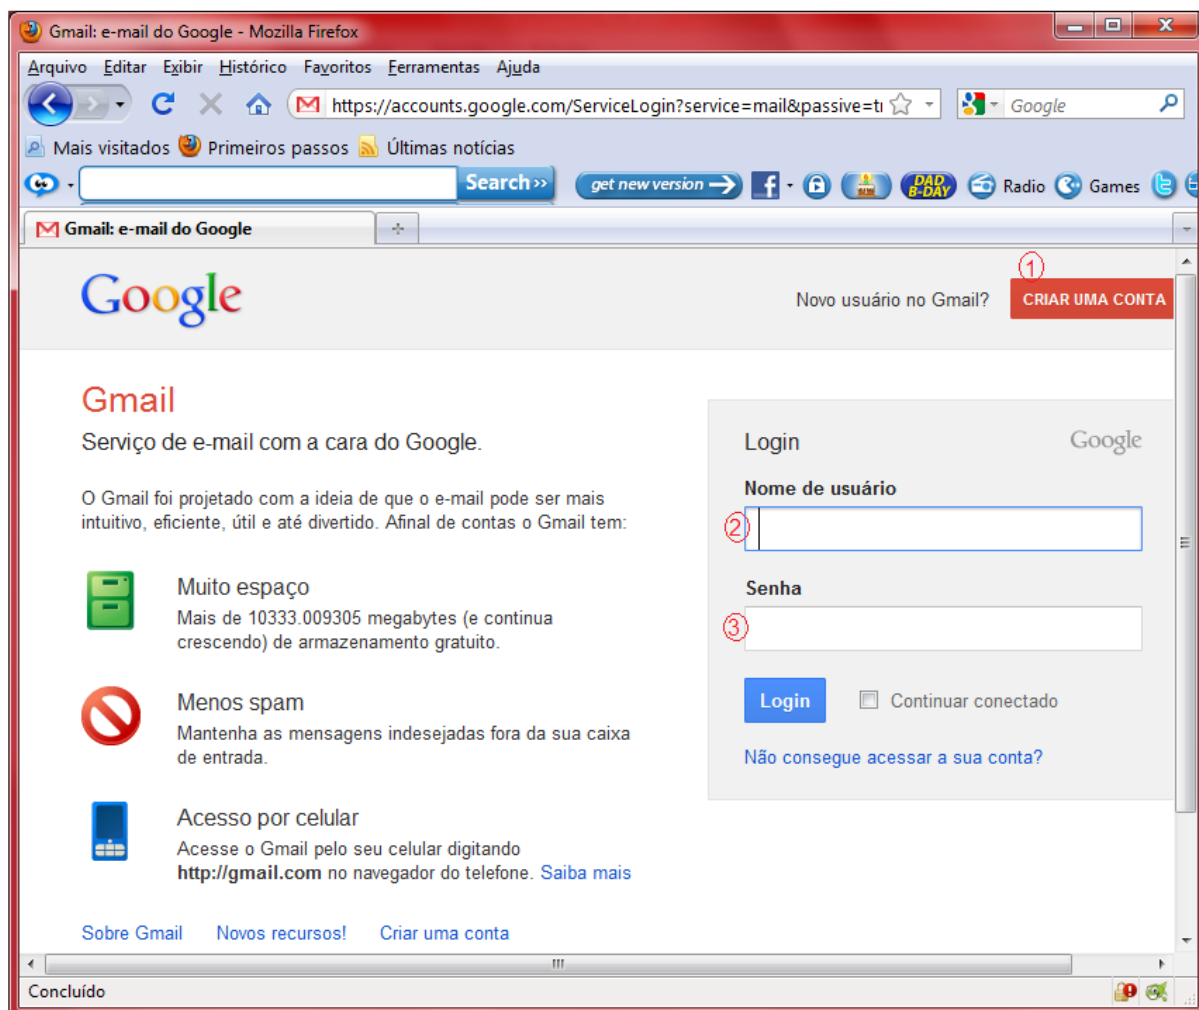 Gmail: e-mail do Google - Mozilla Firefox
Arquivo Editar Exibir Histórico Favoritos Ferramentas Ajuda
https://accounts.google.com/ServiceLogin?service=mail&passive=tr Google
Mais visitados Primeiros passos Últimas notícias
Search get new version Radio Games
DAD B-DAY
Gmail: e-mail do Google
1
Google
Novo usuário no Gmail? CRIAR UMA CONTA
Gmail
Serviço de e-mail com a cara do Google.
O Gmail foi projetado com a ideia de que o e-mail pode ser mais
intuitivo, eficiente, útil e até divertido. Afinal de contas o Gmail tem:
Muito espaço
Mais de 10333.009305 megabytes (e continua
crescendo) de armazenamento gratuito.
Menos spam
Mantenha as mensagens indesejadas fora da sua caixa
de entrada.
Acesso por celular
Acesse o Gmail pelo seu celular digitando
http://gmail.com no navegador do telefone. Saiba mais
Sobre Gmail Novos recursos! Criar uma conta
Login Google
Nome de usuário
2
Senha
3
Login Continuar conectado
Não consegue acessar a sua conta?
Concluído